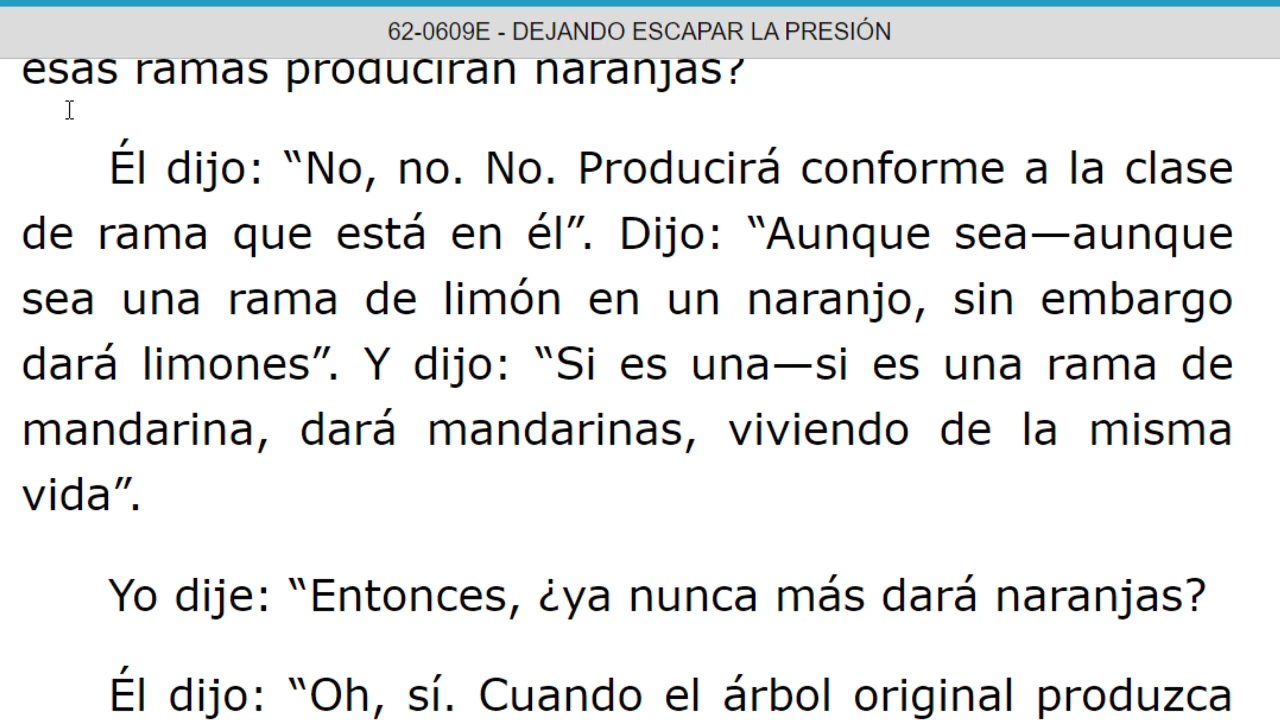 62-0609E - DEJANDO ESCAPAR LA PRESIÓN
esas ramas producirán naranjas?
Él dijo: “No, no. No. Producirá conforme a la clase
de rama que está en él”. Dijo: “Aunque sea—aunque
sea una rama de limón en un naranjo, sin embargo
dará limones”. Y dijo: “Si es una—si es una rama de
mandarina, dará mandarinas, viviendo de la misma
vida”.
Yo dije: “Entonces, ¿ya nunca más dará naranjas?
Él dijo: “Oh, sí. Cuando el árbol original produzca